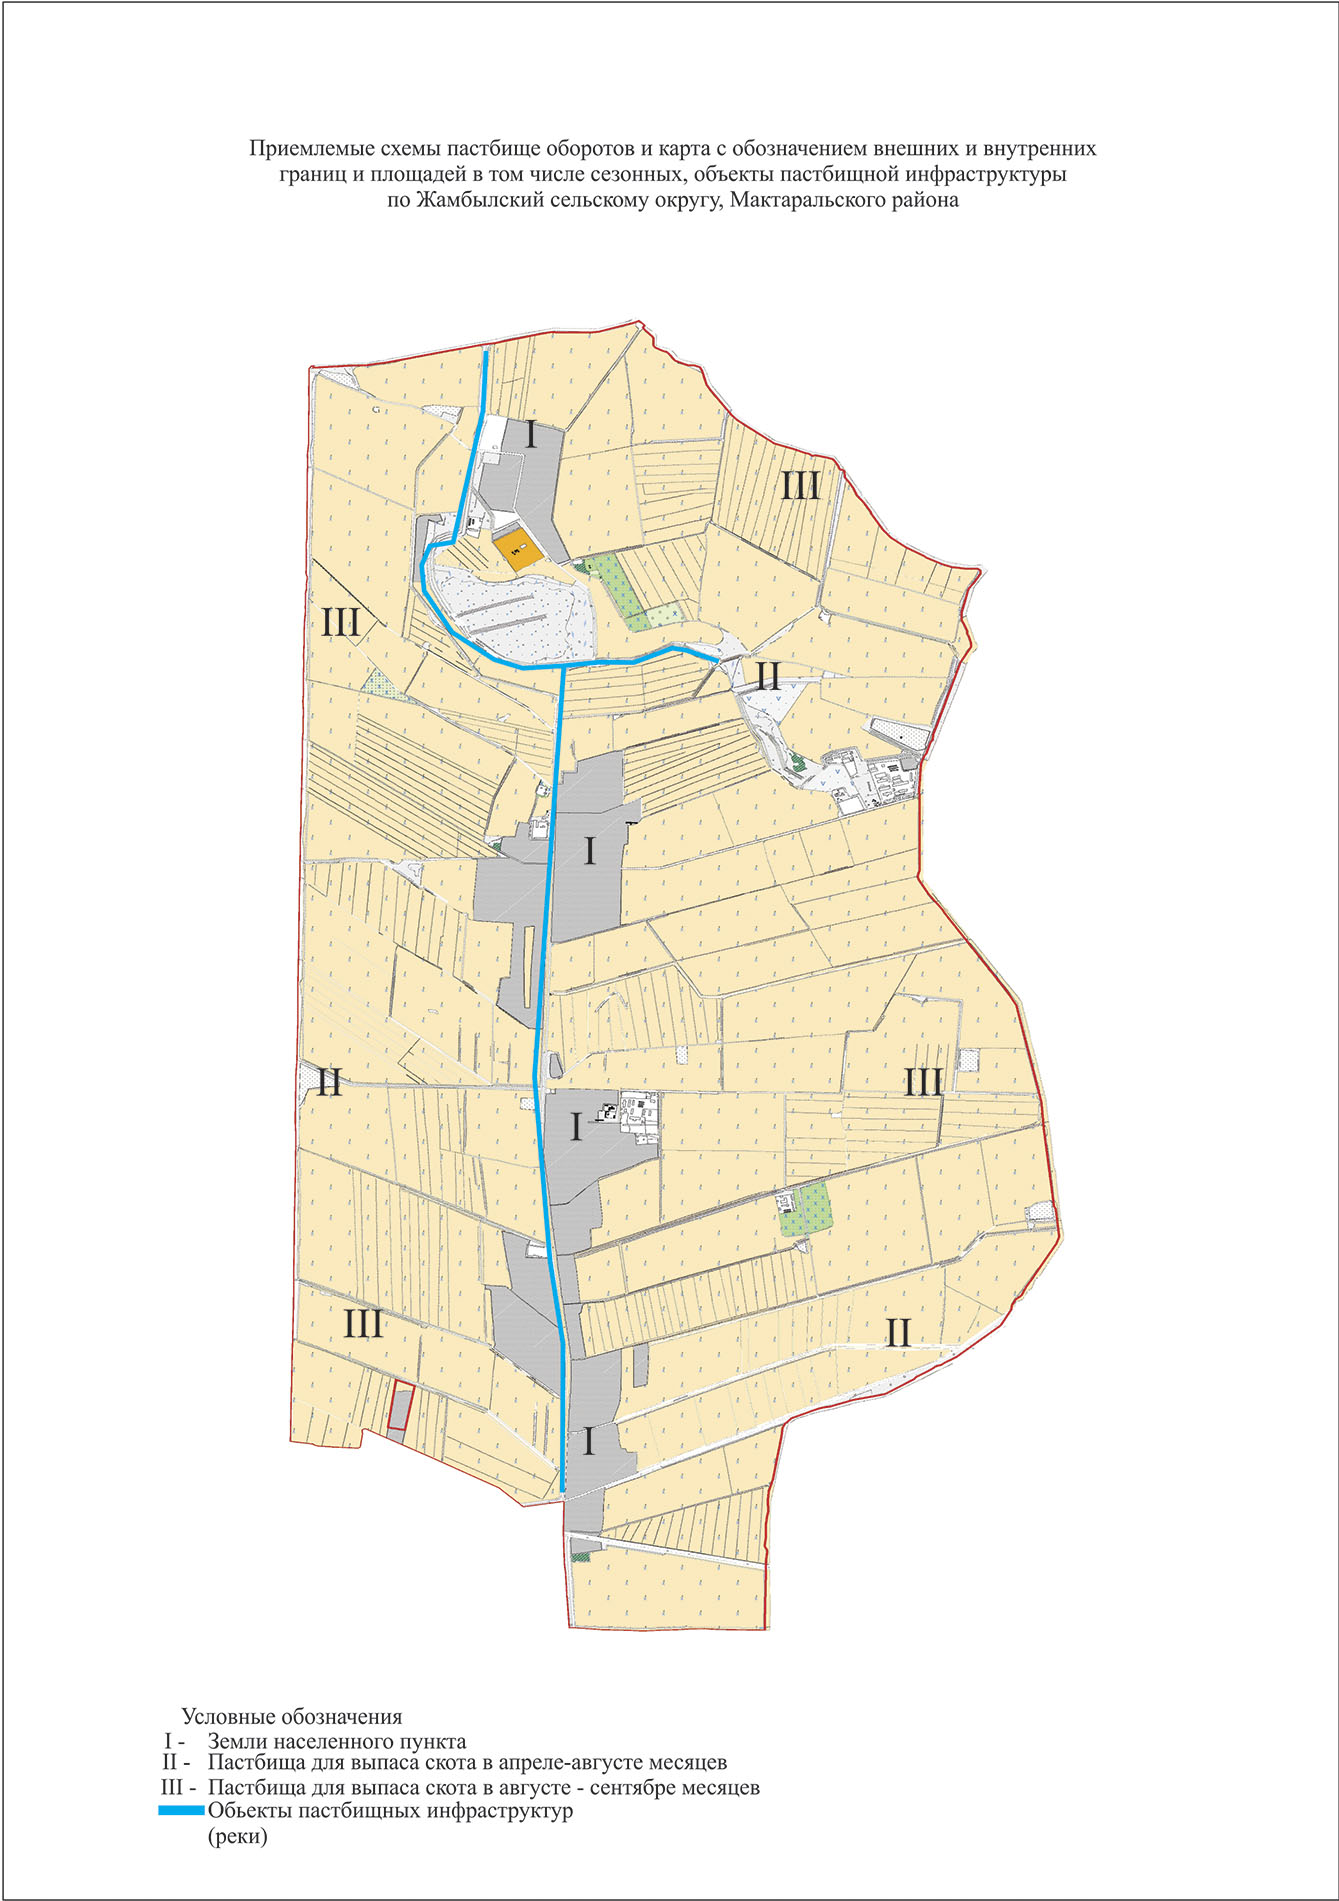 Приемлемые схемы пастбище оборотов и карта с обозначением внешних и внутренних
границ и площадей в том числе сезонных, объекты пастбищной инфраструктуры
по Жамбылский сельскому округу, Мактаральского района
I
III
III
II
I
II
III
I
III
II
I
Условные обозначения
I - Земли населенного пункта
II - Пастбища для выпаса скота в апреле-августе месяцев
III - Пастбища для выпаса скота в августе - сентябре месяцев
Обьекты пастбищных инфраструктур
(реки)